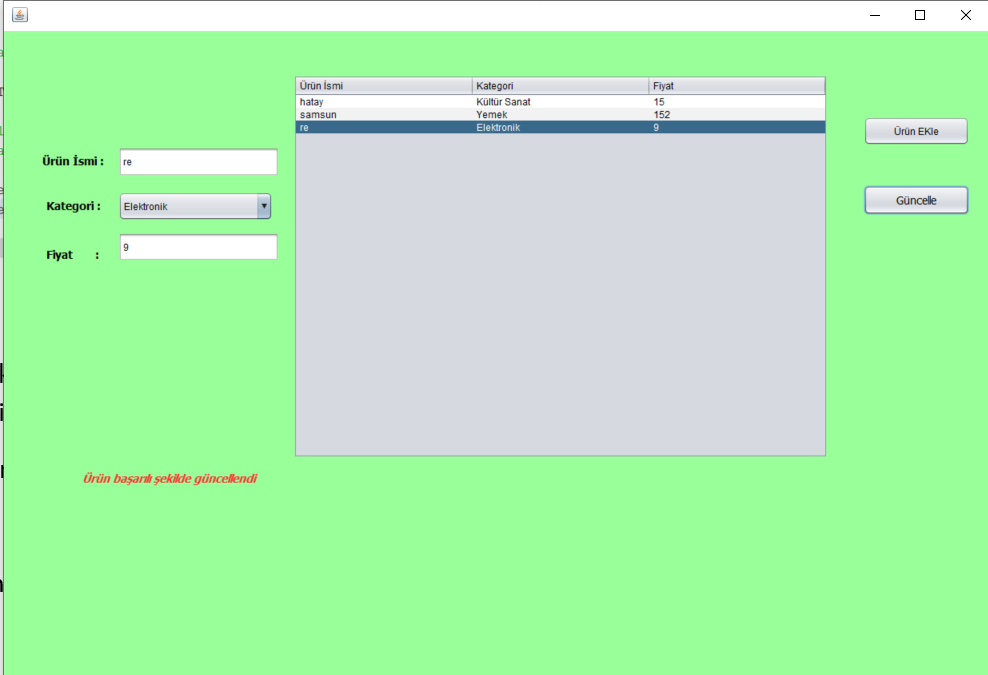 Ürün İsmi Kategori Fiyat
hatay Kültür Sanat 15
samsun Yemek 152
re Elektronik 9
Ürün İsmi : re
Kategori : Elektronik
Fiyat : 9
Ürün EKle
Güncelle
Ürün başarılı şekilde güncellendi